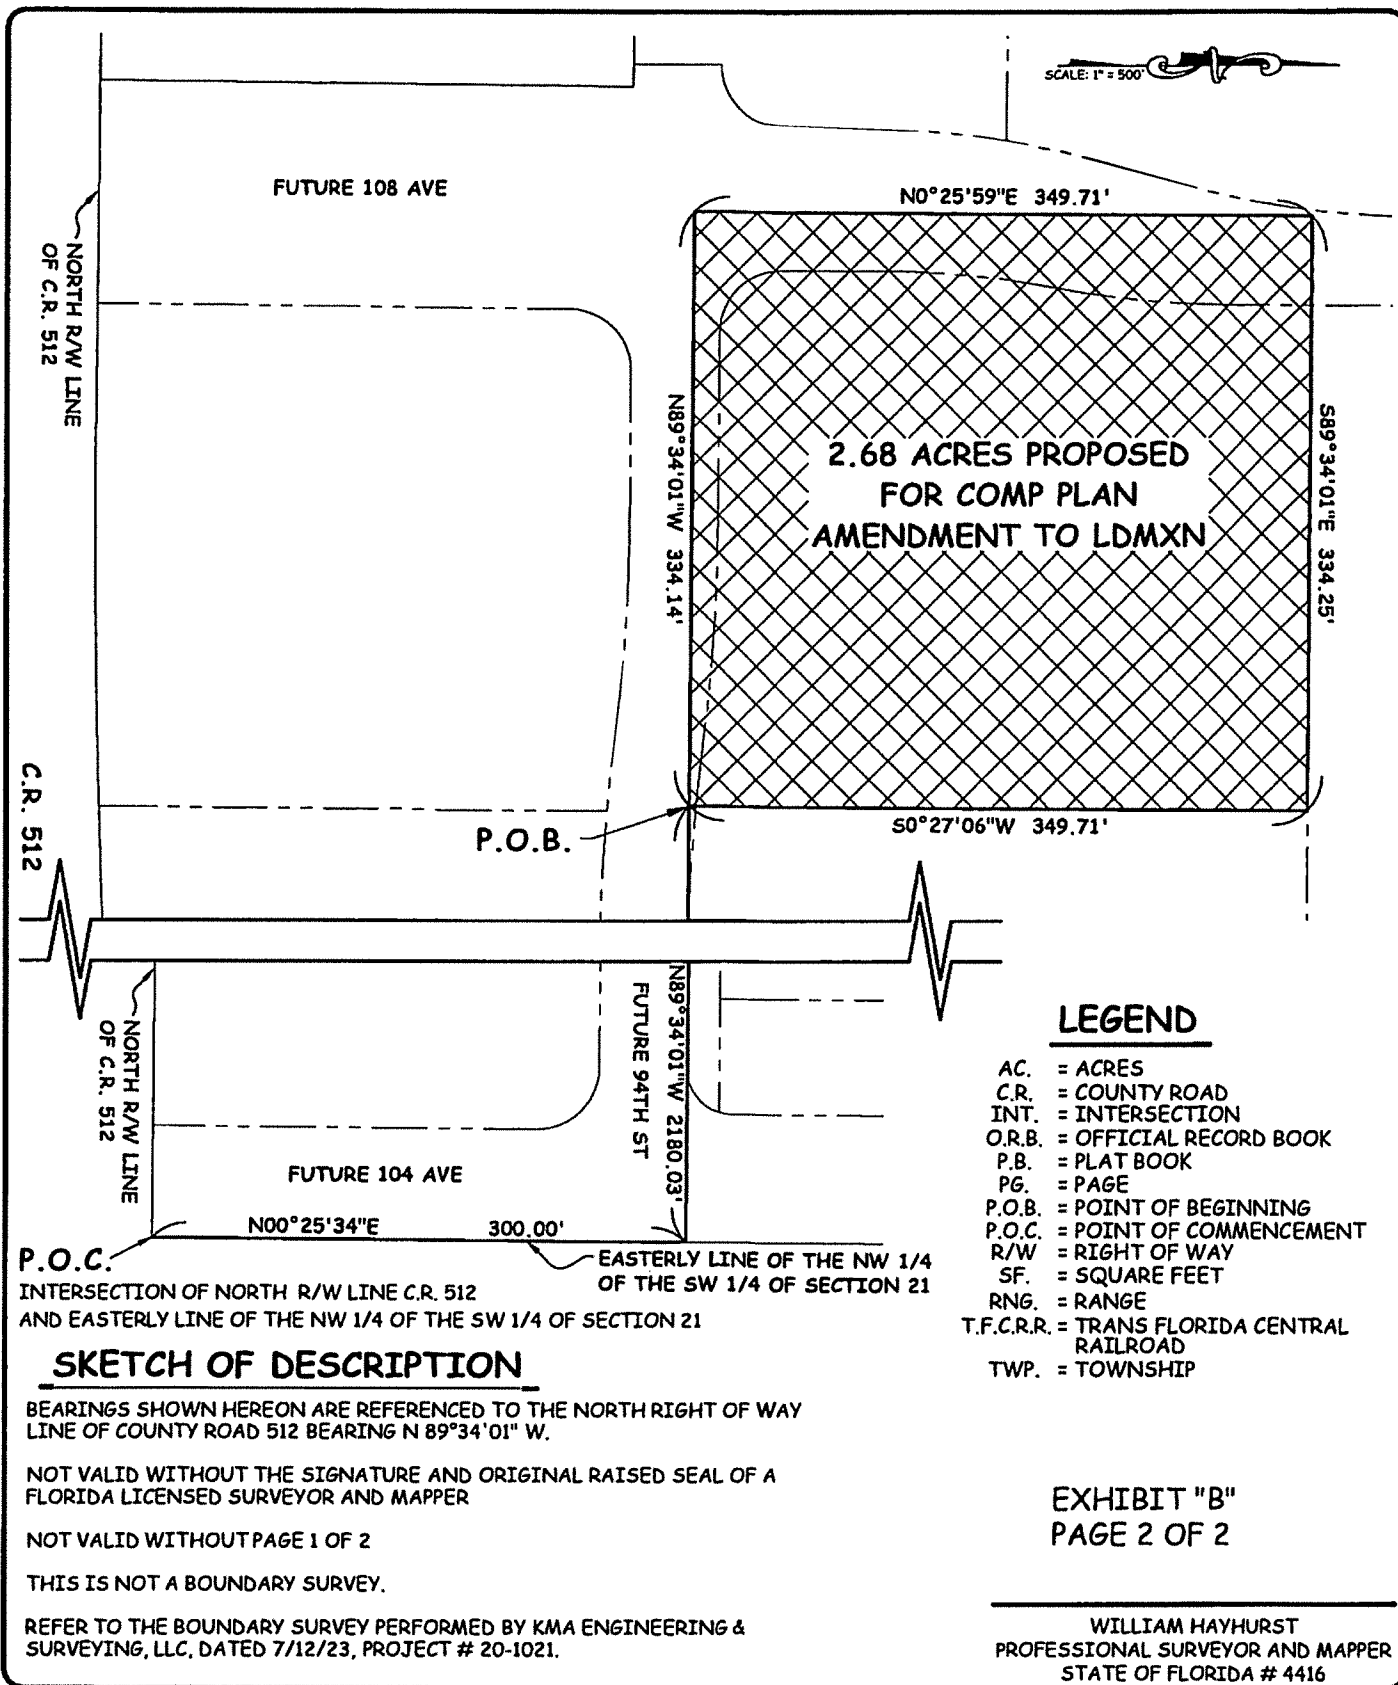 SCALE: 1" = 500'
FUTURE 108 AVE
N0°25'59"E 349.71'
NORTH R/W LINE
OF C.R. 512
N89°34'01"W 334.14'
S89°34'01"E 334.25'
2.68 ACRES PROPOSED
FOR COMP PLAN
AMENDMENT TO LDMXN
C.R. 512
P.O.B.
S0°27'06"W 349.71'
NORTH R/W LINE
OF C.R. 512
FUTURE 94TH ST
N89°34'01"W 2180.03'
FUTURE 104 AVE
N00°25'34"E 300.00'
P.O.C.
INTERSECTION OF NORTH R/W LINE C.R. 512
AND EASTERLY LINE OF THE NW 1/4 OF THE SW 1/4 OF SECTION 21
EASTERLY LINE OF THE NW 1/4
OF THE SW 1/4 OF SECTION 21
LEGEND
AC. = ACRES
C.R. = COUNTY ROAD
INT. = INTERSECTION
O.R.B. = OFFICIAL RECORD BOOK
P.B. = PLAT BOOK
PG. = PAGE
P.O.B. = POINT OF BEGINNING
P.O.C. = POINT OF COMMENCEMENT
R/W = RIGHT OF WAY
SF. = SQUARE FEET
RNG. = RANGE
T.F.C.R.R. = TRANS FLORIDA CENTRAL
RAILROAD
TWP. = TOWNSHIP
SKETCH OF DESCRIPTION
BEARINGS SHOWN HEREON ARE REFERENCED TO THE NORTH RIGHT OF WAY
LINE OF COUNTY ROAD 512 BEARING N 89°34'01" W.
NOT VALID WITHOUT THE SIGNATURE AND ORIGINAL RAISED SEAL OF A
FLORIDA LICENSED SURVEYOR AND MAPPER
NOT VALID WITHOUT PAGE 1 OF 2
THIS IS NOT A BOUNDARY SURVEY.
REFER TO THE BOUNDARY SURVEY PERFORMED BY KMA ENGINEERING &
SURVEYING, LLC, DATED 7/12/23, PROJECT # 20-1021.
EXHIBIT "B"
PAGE 2 OF 2
WILLIAM HAYHURST
PROFESSIONAL SURVEYOR AND MAPPER
STATE OF FLORIDA # 4416